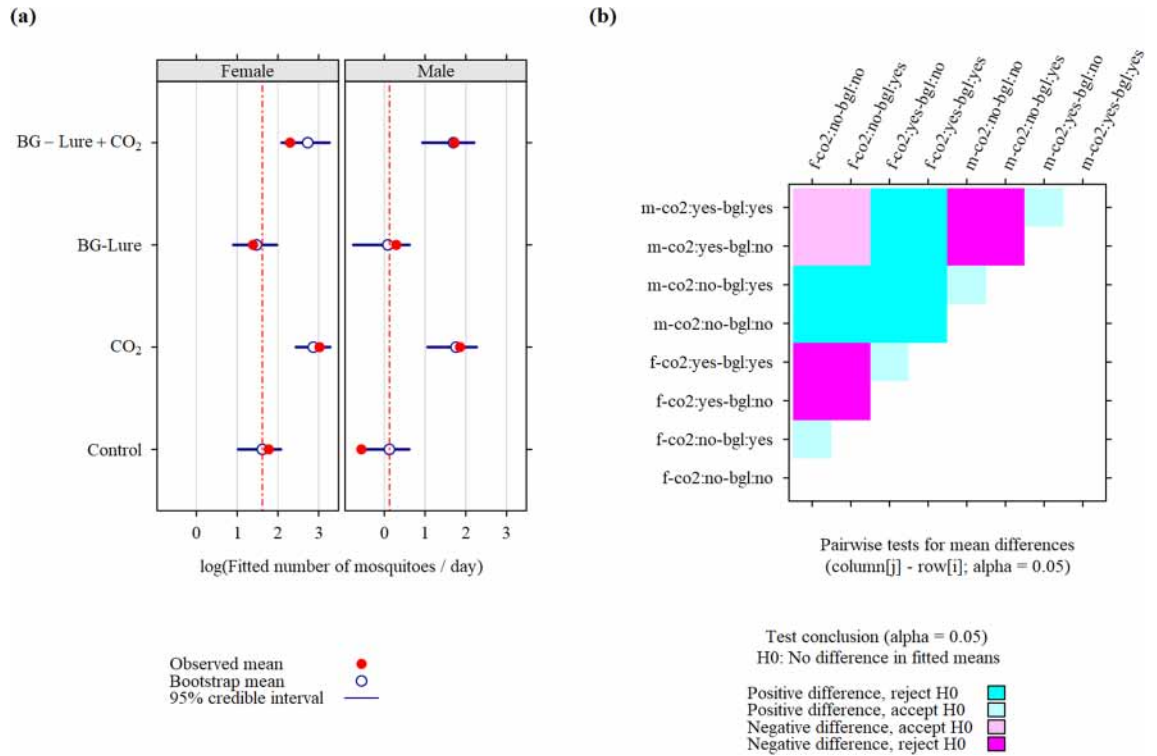 (a)
Female
Male
BG – Lure + CO₂
BG-Lure
CO₂
Control
0 1 2 3 0 1 2 3
log(Fitted number of mosquitoes / day)
Observed mean
Bootstrap mean
95% credible interval
(b)
f-co2:no-bgl:no
f-co2:no-bgl:yes
f-co2:yes-bgl:no
f-co2:yes-bgl:yes
m-co2:no-bgl:no
m-co2:no-bgl:yes
m-co2:yes-bgl:no
m-co2:yes-bgl:yes
m-co2:yes-bgl:yes
m-co2:yes-bgl:no
m-co2:no-bgl:yes
m-co2:no-bgl:no
f-co2:yes-bgl:yes
f-co2:yes-bgl:no
f-co2:no-bgl:yes
f-co2:no-bgl:no
Pairwise tests for mean differences
(column[j] - row[i]; alpha = 0.05)
Test conclusion (alpha = 0.05)
H0: No difference in fitted means
Positive difference, reject H0
Positive difference, accept H0
Negative difference, accept H0
Negative difference, reject H0